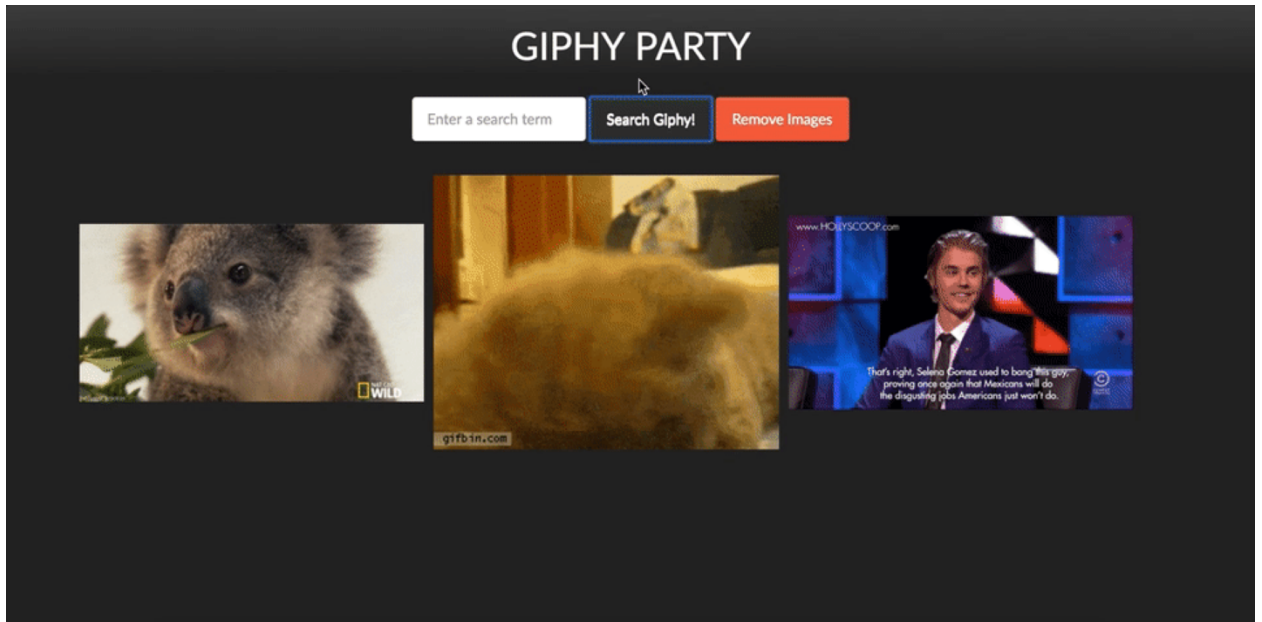 GIPHY PARTY
Enter a search term
Search Giphy!
Remove Images
www.HOLLYSCOOP.com
WILD
That's right, Selena Gomez used to bang this guy,
proving once again that Mexicans will do
the disgusting jobs Americans just won't do.
gifbin.com